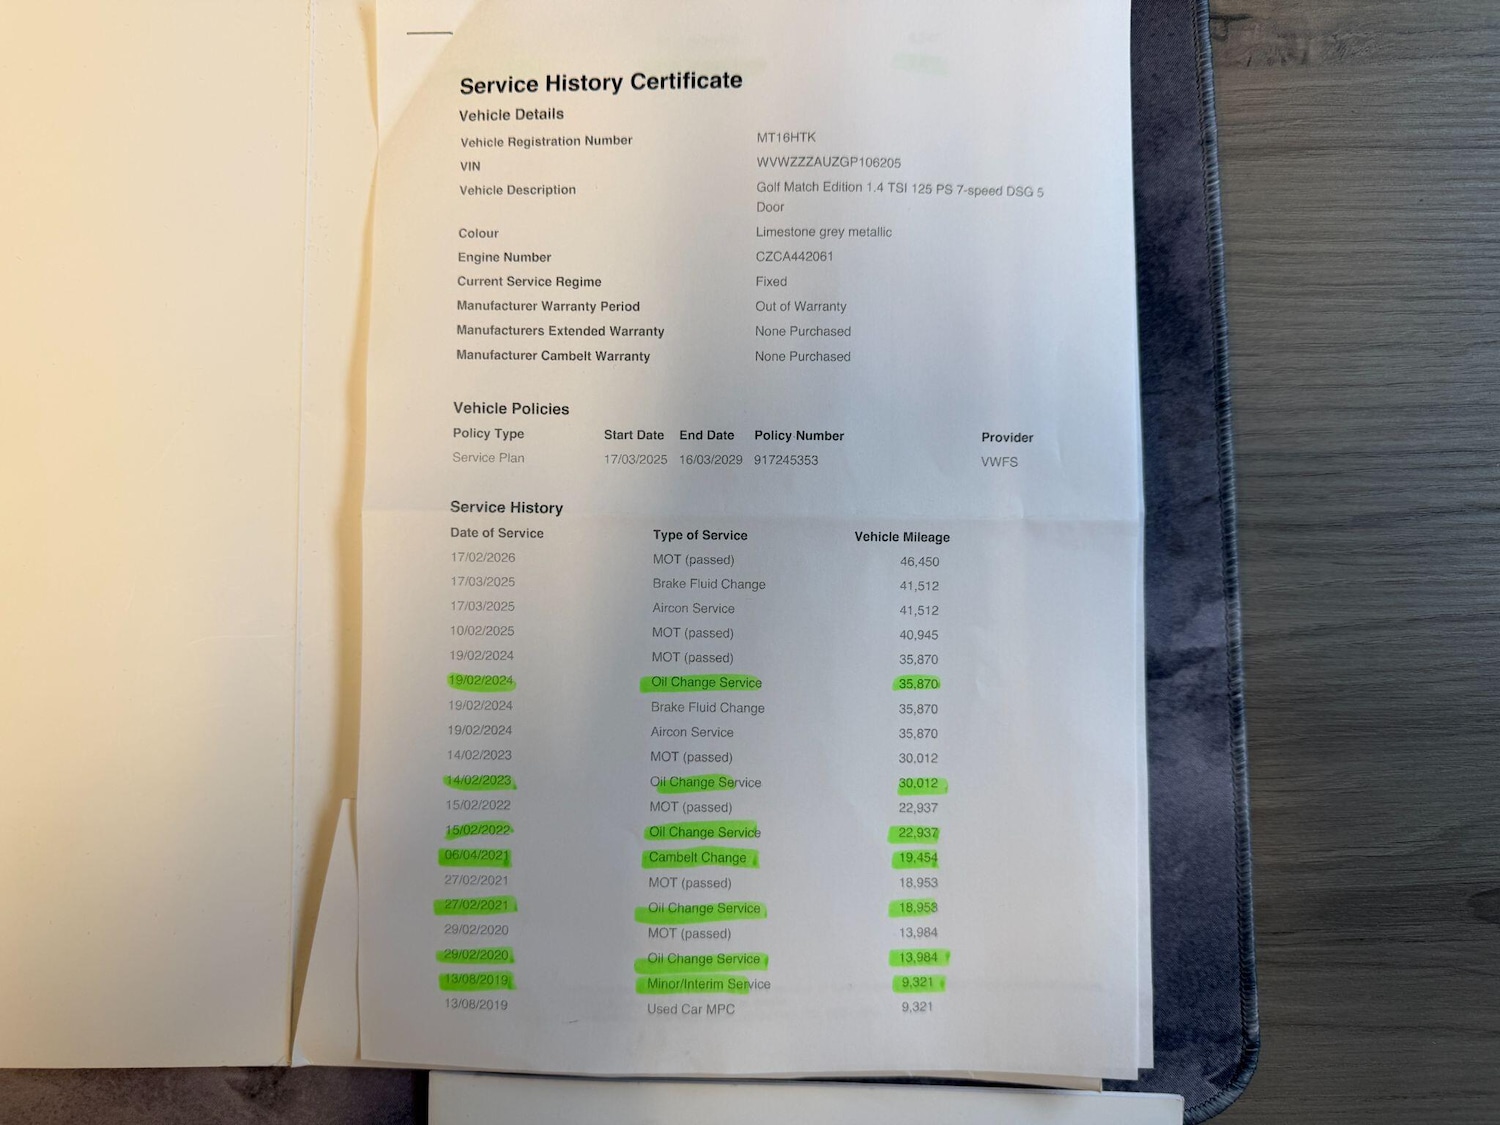 Service History Certificate
Vehicle Details
Vehicle Registration Number MT16HTK
VIN WVWZZZAUZGP106205
Vehicle Description Golf Match Edition 1.4 TSI 125 PS 7-speed DSG 5
Door
Colour Limestone grey metallic
Engine Number CZCA442061
Current Service Regime Fixed
Manufacturer Warranty Period Out of Warranty
Manufacturers Extended Warranty None Purchased
Manufacturer Cambelt Warranty None Purchased
Vehicle Policies
Policy Type Start Date End Date Policy Number Provider
Service Plan 17/03/2025 16/03/2029 917245353 VWFS
Service History
Date of Service Type of Service Vehicle Mileage
17/02/2026 MOT (passed) 46,450
17/03/2025 Brake Fluid Change 41,512
17/03/2025 Aircon Service 41,512
10/02/2025 MOT (passed) 40,945
19/02/2024 MOT (passed) 35,870
19/02/2024 Oil Change Service 35,870
19/02/2024 Brake Fluid Change 35,870
19/02/2024 Aircon Service 35,870
14/02/2023 MOT (passed) 30,012
14/02/2023 Oil Change Service 30,012
15/02/2022 MOT (passed) 22,937
15/02/2022 Oil Change Service 22,937
06/04/2021 Cambelt Change 19,454
27/02/2021 MOT (passed) 18,953
27/02/2021 Oil Change Service 18,953
29/02/2020 MOT (passed) 13,984
29/02/2020 Oil Change Service 13,984
13/08/2019 Minor/Interim Service 9,321
13/08/2019 Used Car MPC 9,321